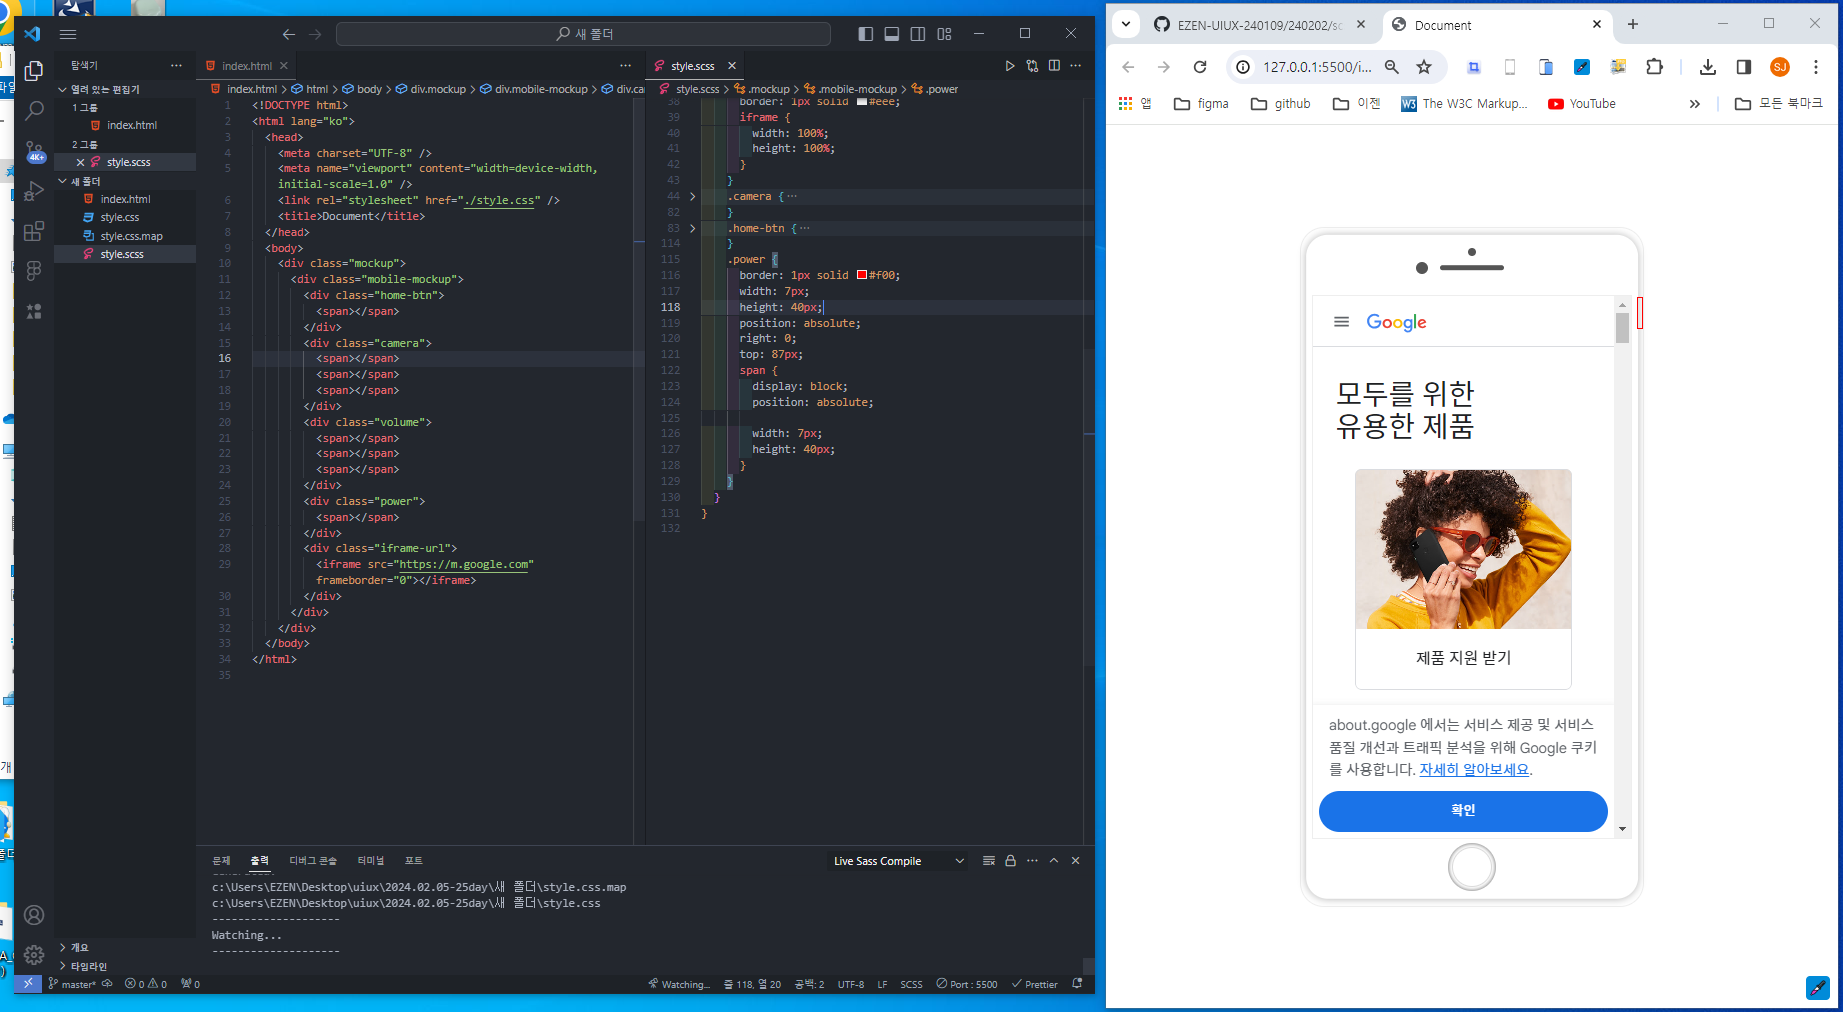 새 폴더
탐색기
열려 있는 편집기
1 그룹
index.html
2 그룹
style.scss
새 폴더
index.html
style.css
style.css.map
style.scss
개요
타임라인
4K+
index.html
index.html > html > body > div.mockup > div.mobile-mockup > div.ca
1 <!DOCTYPE html>
2 <html lang="ko">
3 <head>
4 <meta charset="UTF-8" />
5 <meta name="viewport" content="width=device-width,
initial-scale=1.0" />
6 <link rel="stylesheet" href="./style.css" />
7 <title>Document</title>
8 </head>
9 <body>
10 <div class="mockup">
11 <div class="mobile-mockup">
12 <div class="home-btn">
13 <span></span>
14 </div>
15 <div class="camera">
16 <span></span>
17 <span></span>
18 <span></span>
19 </div>
20 <div class="volume">
21 <span></span>
22 <span></span>
23 <span></span>
24 </div>
25 <div class="power">
26 <span></span>
27 </div>
28 <div class="iframe-url">
29 <iframe src="https://m.google.com"
frameborder="0"></iframe>
30 </div>
31 </div>
32 </div>
33 </body>
34 </html>
35
style.scss
style.scss > .mockup > .mobile-mockup > .power
38 border: 1px solid #eee;
39 iframe {
40 width: 100%;
41 height: 100%;
42 }
43 }
44 .camera {···
82 }
83 .home-btn {···
114 }
115 .power {
116 border: 1px solid #f00;
117 width: 7px;
118 height: 40px;
119 position: absolute;
120 right: 0;
121 top: 87px;
122 span {
123 display: block;
124 position: absolute;
125
126 width: 7px;
127 height: 40px;
128 }
129 }
130 }
131 }
132
문제 출력 디버그 콘솔 터미널 포트
Live Sass Compile
c:\Users\EZEN\Desktop\uiux\2024.02.05-25day\새 폴더\style.css.map
c:\Users\EZEN\Desktop\uiux\2024.02.05-25day\새 폴더\style.css
--------------------
Watching...
--------------------
master* 0 0 0
Watching... 줄 118, 열 20 공백: 2 UTF-8 LF SCSS Port : 5500 Prettier
EZEN-UIUX-240109/240202/sc
Document
127.0.0.1:5500/i...
SJ
앱 figma github 이젠 The W3C Markup... YouTube » 모든 북마크
Google
모두를 위한
유용한 제품
제품 지원 받기
about.google 에서는 서비스 제공 및 서비스
품질 개선과 트래픽 분석을 위해 Google 쿠키
를 사용합니다. 자세히 알아보세요.
확인